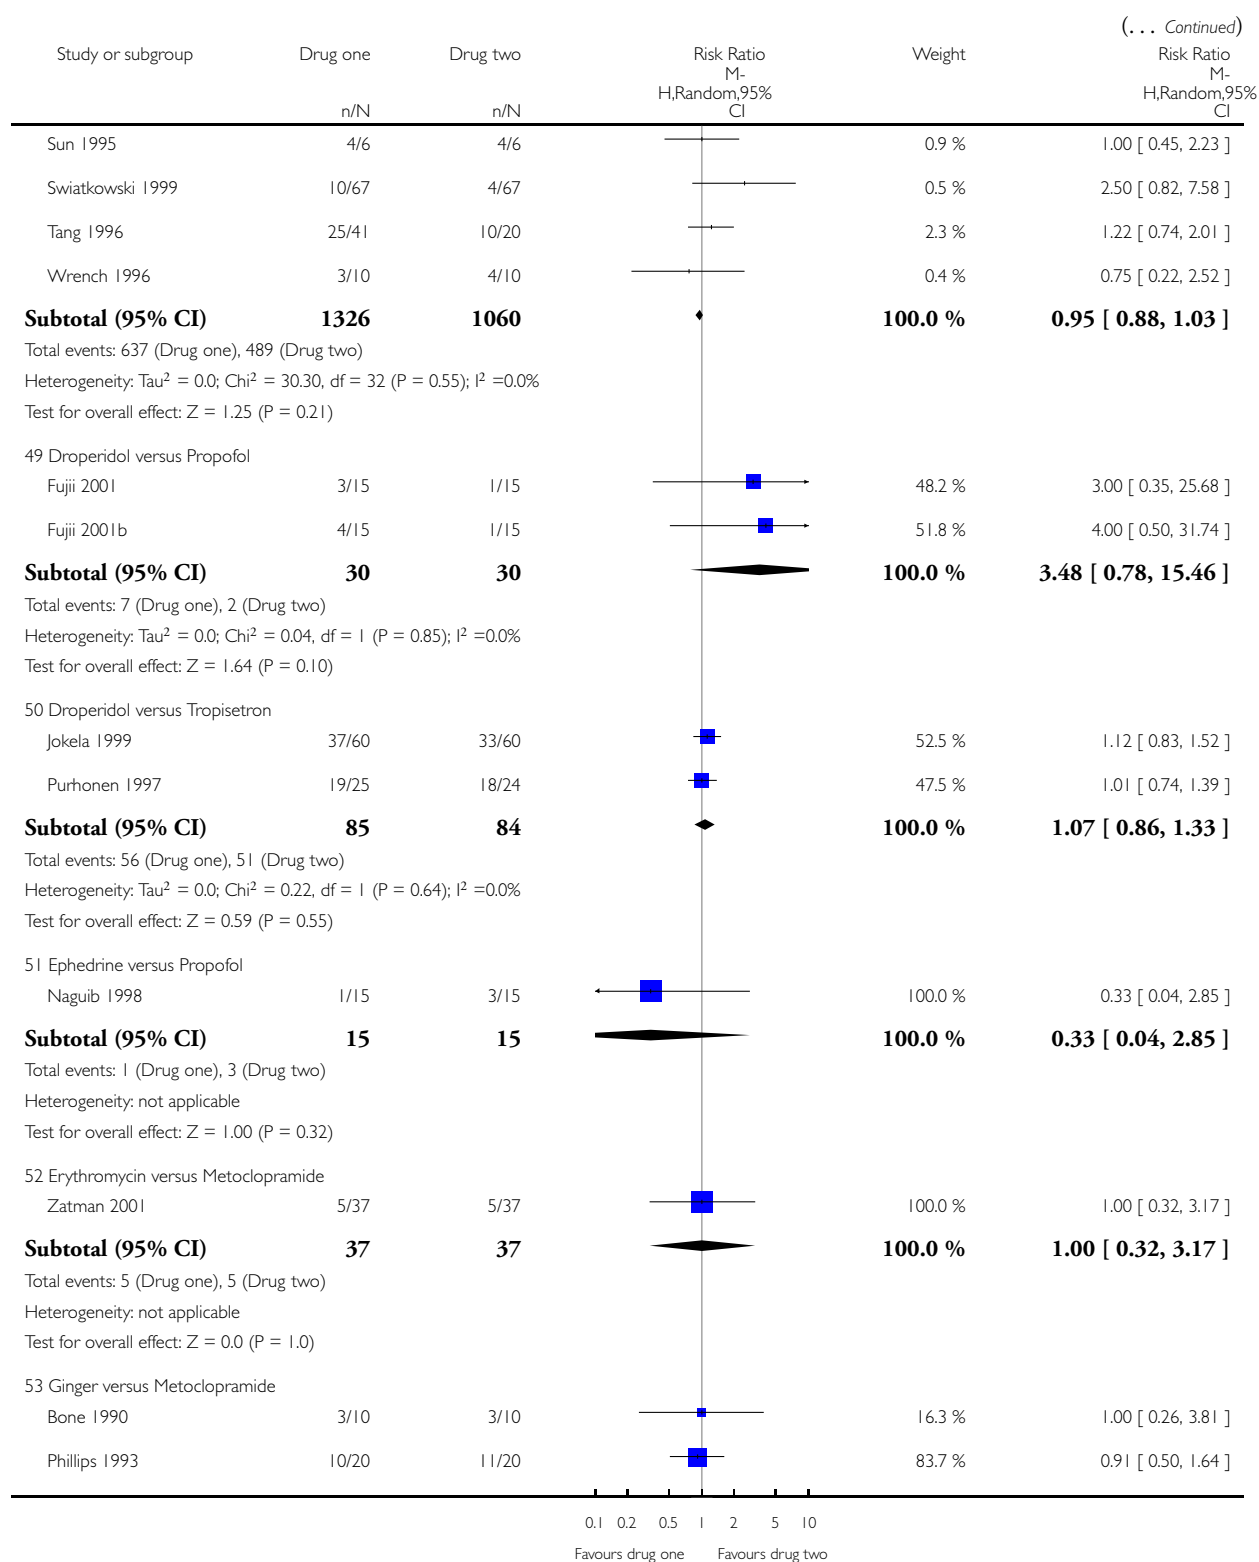 (... Continued)
Study or subgroup Drug one Drug two Risk Ratio Weight Risk Ratio
M- M-
H,Random,95% H,Random,95%
n/N n/N CI CI
Sun 1995 4/6 4/6 0.9 % 1.00 [ 0.45, 2.23 ]
Swiatkowski 1999 10/67 4/67 0.5 % 2.50 [ 0.82, 7.58 ]
Tang 1996 25/41 10/20 2.3 % 1.22 [ 0.74, 2.01 ]
Wrench 1996 3/10 4/10 0.4 % 0.75 [ 0.22, 2.52 ]
Subtotal (95% CI) 1326 1060 100.0 % 0.95 [ 0.88, 1.03 ]
Total events: 637 (Drug one), 489 (Drug two)
Heterogeneity: Tau² = 0.0; Chi² = 30.30, df = 32 (P = 0.55); I² =0.0%
Test for overall effect: Z = 1.25 (P = 0.21)
49 Droperidol versus Propofol
Fujii 2001 3/15 1/15 48.2 % 3.00 [ 0.35, 25.68 ]
Fujii 2001b 4/15 1/15 51.8 % 4.00 [ 0.50, 31.74 ]
Subtotal (95% CI) 30 30 100.0 % 3.48 [ 0.78, 15.46 ]
Total events: 7 (Drug one), 2 (Drug two)
Heterogeneity: Tau² = 0.0; Chi² = 0.04, df = 1 (P = 0.85); I² =0.0%
Test for overall effect: Z = 1.64 (P = 0.10)
50 Droperidol versus Tropisetron
Jokela 1999 37/60 33/60 52.5 % 1.12 [ 0.83, 1.52 ]
Purhonen 1997 19/25 18/24 47.5 % 1.01 [ 0.74, 1.39 ]
Subtotal (95% CI) 85 84 100.0 % 1.07 [ 0.86, 1.33 ]
Total events: 56 (Drug one), 51 (Drug two)
Heterogeneity: Tau² = 0.0; Chi² = 0.22, df = 1 (P = 0.64); I² =0.0%
Test for overall effect: Z = 0.59 (P = 0.55)
51 Ephedrine versus Propofol
Naguib 1998 1/15 3/15 100.0 % 0.33 [ 0.04, 2.85 ]
Subtotal (95% CI) 15 15 100.0 % 0.33 [ 0.04, 2.85 ]
Total events: 1 (Drug one), 3 (Drug two)
Heterogeneity: not applicable
Test for overall effect: Z = 1.00 (P = 0.32)
52 Erythromycin versus Metoclopramide
Zatman 2001 5/37 5/37 100.0 % 1.00 [ 0.32, 3.17 ]
Subtotal (95% CI) 37 37 100.0 % 1.00 [ 0.32, 3.17 ]
Total events: 5 (Drug one), 5 (Drug two)
Heterogeneity: not applicable
Test for overall effect: Z = 0.0 (P = 1.0)
53 Ginger versus Metoclopramide
Bone 1990 3/10 3/10 16.3 % 1.00 [ 0.26, 3.81 ]
Phillips 1993 10/20 11/20 83.7 % 0.91 [ 0.50, 1.64 ]
0.1 0.2 0.5 1 2 5 10
Favours drug one Favours drug two